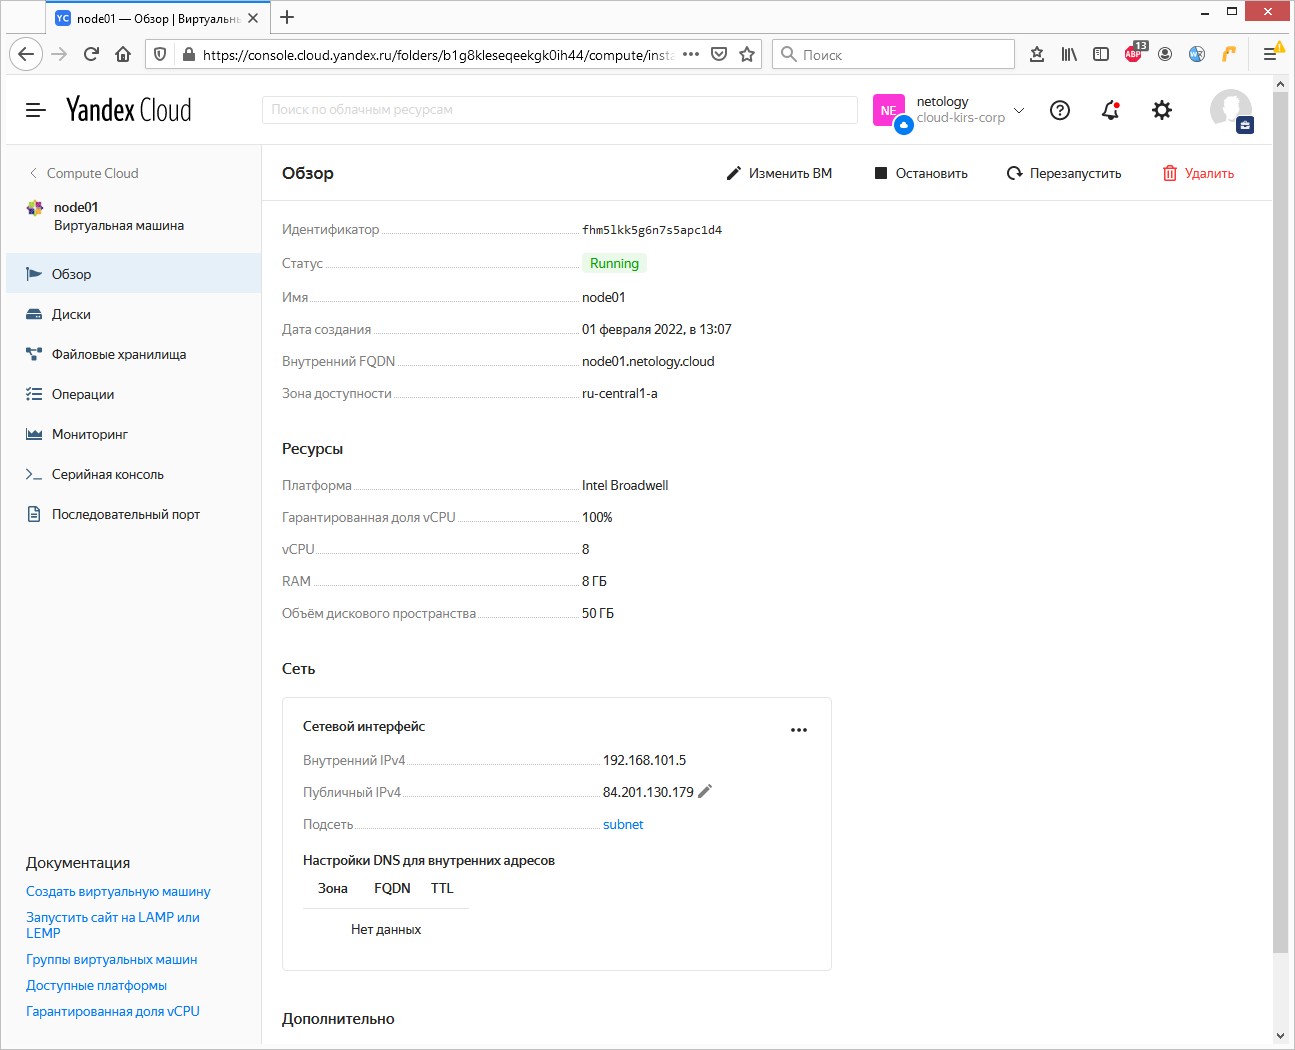 YC node01 — Обзор | Виртуальн
https://console.cloud.yandex.ru/folders/b1g8kleseqeekgk0ih44/compute/insta
Поиск
ABP 13
Yandex Cloud
Поиск по облачным ресурсам
NE
netology
cloud-kirs-corp
Compute Cloud
node01
Виртуальная машина
Обзор
Диски
Файловые хранилища
Операции
Мониторинг
Серийная консоль
Последовательный порт
Документация
Создать виртуальную машину
Запустить сайт на LAMP или
LEMP
Группы виртуальных машин
Доступные платформы
Гарантированная доля vCPU
Обзор
Изменить ВМ
Остановить
Перезапустить
Удалить
Идентификатор fhm5lkk5g6n7s5apc1d4
Статус Running
Имя node01
Дата создания 01 февраля 2022, в 13:07
Внутренний FQDN node01.netology.cloud
Зона доступности ru-central1-a
Ресурсы
Платформа Intel Broadwell
Гарантированная доля vCPU 100%
vCPU 8
RAM 8 ГБ
Объём дискового пространства 50 ГБ
Сеть
Сетевой интерфейс
Внутренний IPv4 192.168.101.5
Публичный IPv4 84.201.130.179
Подсеть subnet
Настройки DNS для внутренних адресов
Зона FQDN TTL
Нет данных
Дополнительно